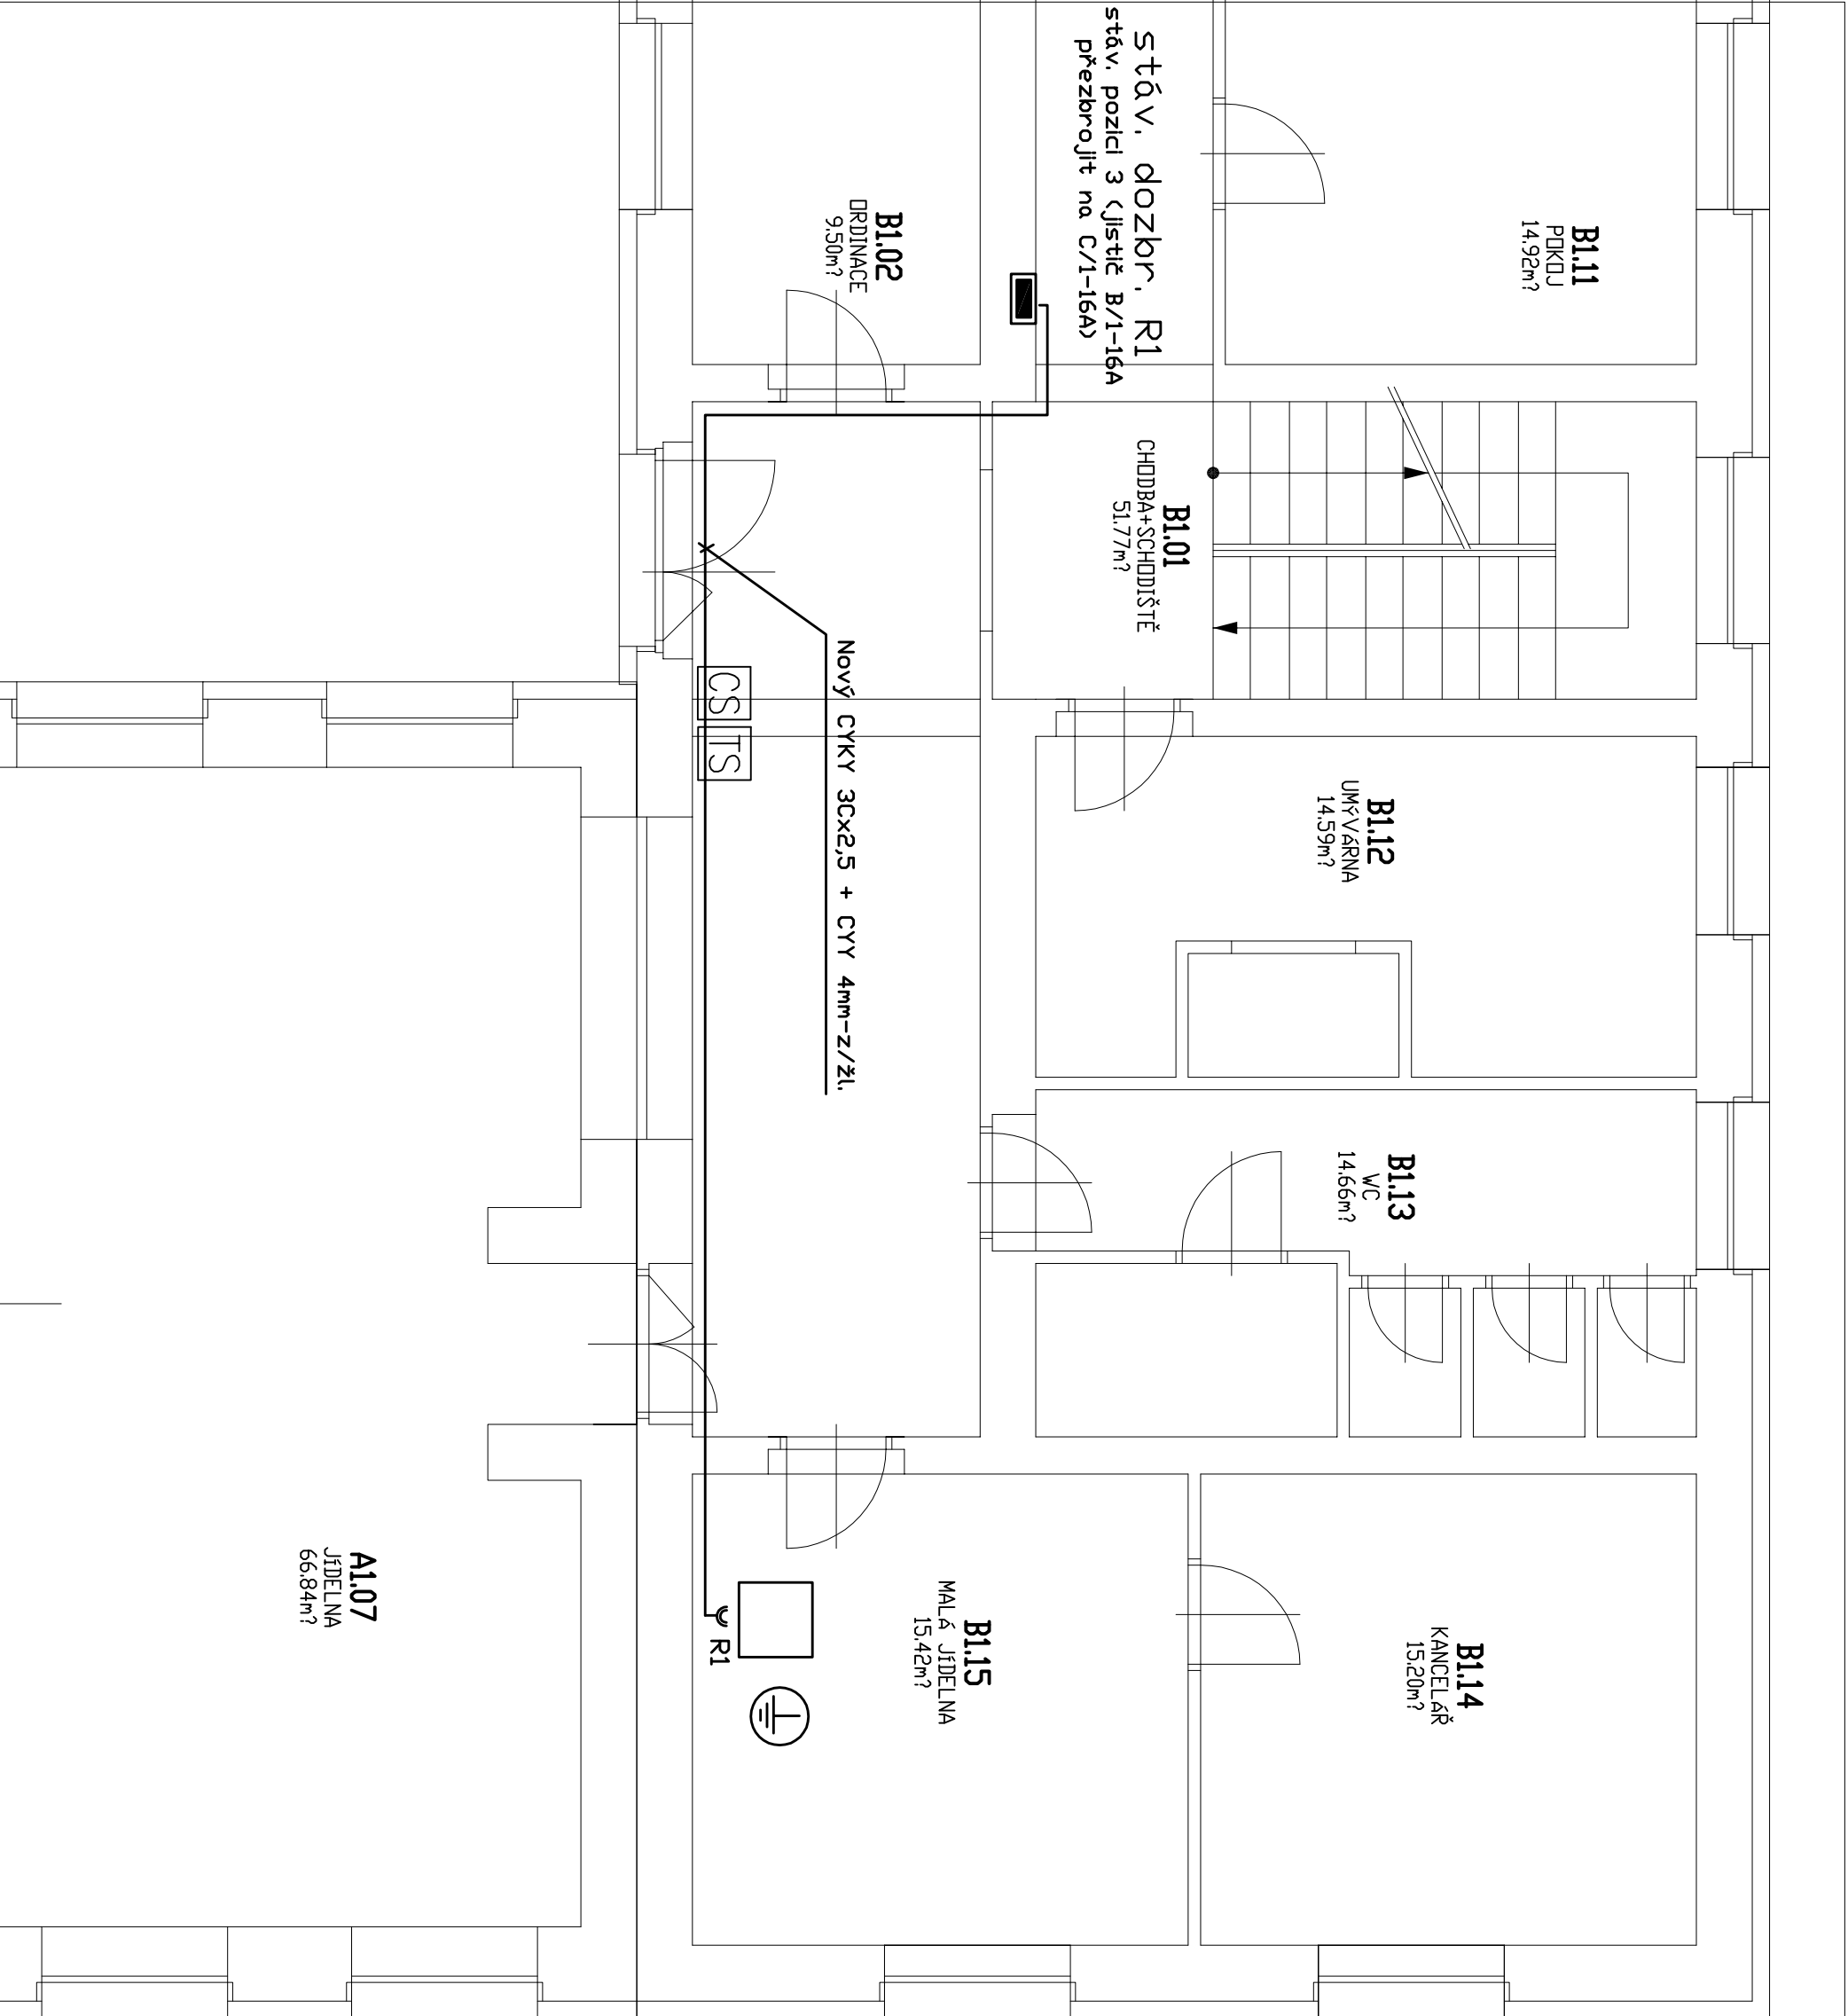 stáv. dozbr. R1
stáv. pozici 3 (jistič B/1-16A
přezbrojit na C/1-16A)
B1.11
POKOJ
14.92m?
B1.02
ORDINACE
9.50m?
B1.01
CHODBA+SCHODIŠTĚ
51.77m?
Nový CYKY 3Cx2,5 + CYY 4mm-z/žl.
CS
TS
B1.12
UMÝVÁRNA
14.59m?
B1.13
WC
14.66m?
B1.14
KANCELÁŘ
15.20m?
B1.15
MALÁ JÍDELNA
15.42m?
R1
A1.07
JÍDELNA
66.84m?